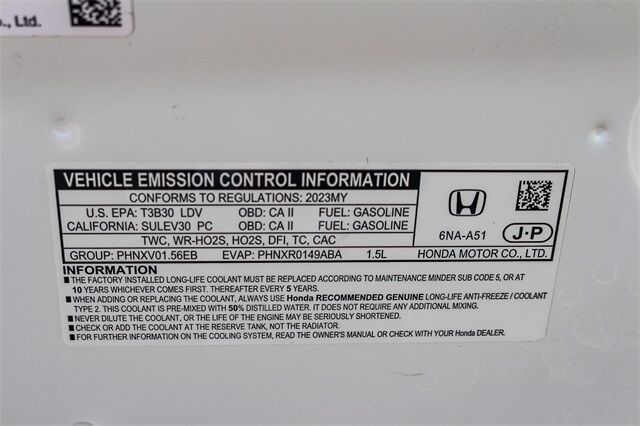 o., Ltd.
VEHICLE EMISSION CONTROL INFORMATION
CONFORMS TO REGULATIONS: 2023MY
U.S. EPA: T3B30 LDV OBD: CA II FUEL: GASOLINE
CALIFORNIA: SULEV30 PC OBD: CA II FUEL: GASOLINE
TWC, WR-HO2S, HO2S, DFI, TC, CAC
GROUP: PHNXV01.56EB EVAP: PHNXR0149ABA 1.5L
6NA-A51 J-P
HONDA MOTOR CO., LTD.
INFORMATION
■ THE FACTORY INSTALLED LONG-LIFE COOLANT MUST BE REPLACED ACCORDING TO MAINTENANCE MINDER SUB CODE 5, OR AT
10 YEARS WHICHEVER COMES FIRST. THEREAFTER EVERY 5 YEARS.
■ WHEN ADDING OR REPLACING THE COOLANT, ALWAYS USE Honda RECOMMENDED GENUINE LONG-LIFE ANTI-FREEZE / COOLANT
TYPE 2. THIS COOLANT IS PRE-MIXED WITH 50% DISTILLED WATER. IT DOES NOT REQUIRE ANY ADDITIONAL MIXING.
■ NEVER DILUTE THE COOLANT, OR THE LIFE OF THE ENGINE MAY BE SERIOUSLY SHORTENED.
■ CHECK OR ADD THE COOLANT AT THE RESERVE TANK, NOT THE RADIATOR.
■ FOR FURTHER INFORMATION ON THE COOLING SYSTEM, READ THE OWNER'S MANUAL OR CHECK WITH YOUR Honda DEALER.